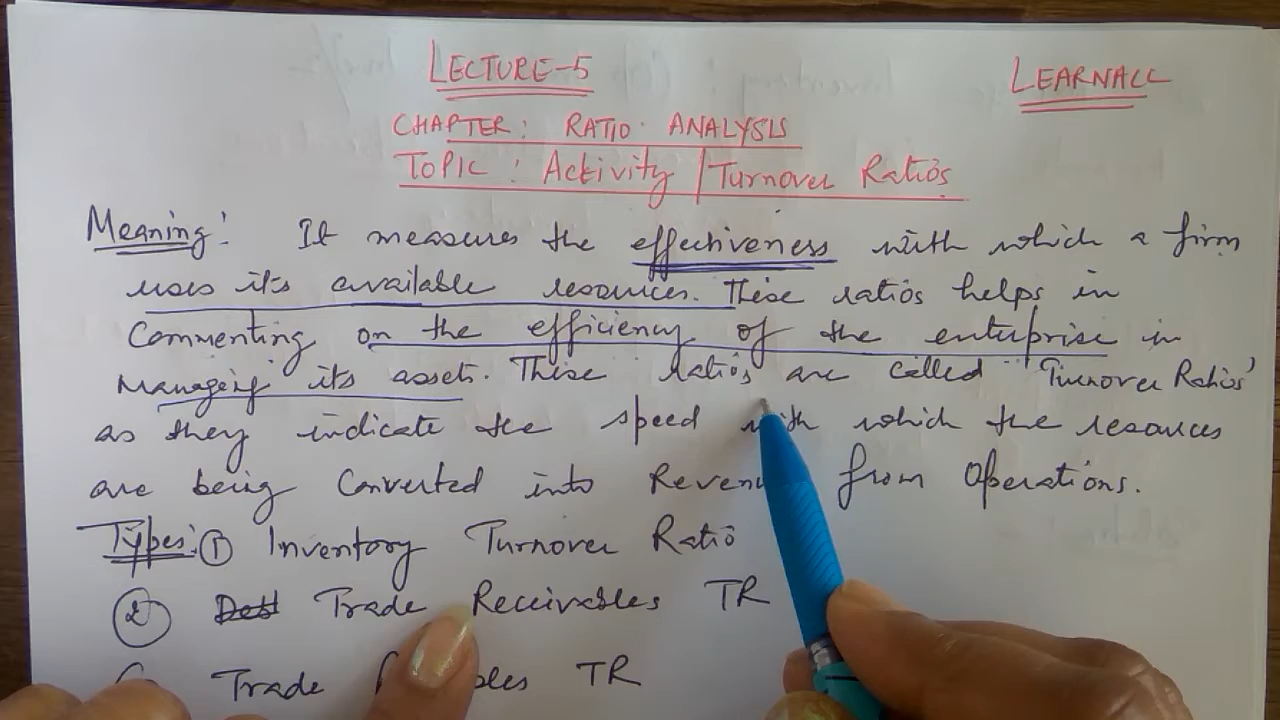 LECTURE-5
LEARNALL
CHAPTER: RATIO ANALYSIS
TOPIC: Activity/Turnover Ratios
Meaning: It measures the effectiveness with which a firm
uses its available resources. These ratios helps in
Commenting on the efficiency of the enterprise in
Managing its assets. These ratios are called "Turnover Ratios"
as they indicate the speed with which the resources
are being Converted into from Operations.
Types: ① Inventory Turnover Ratio
② Trade Receivables TR
Trade TR